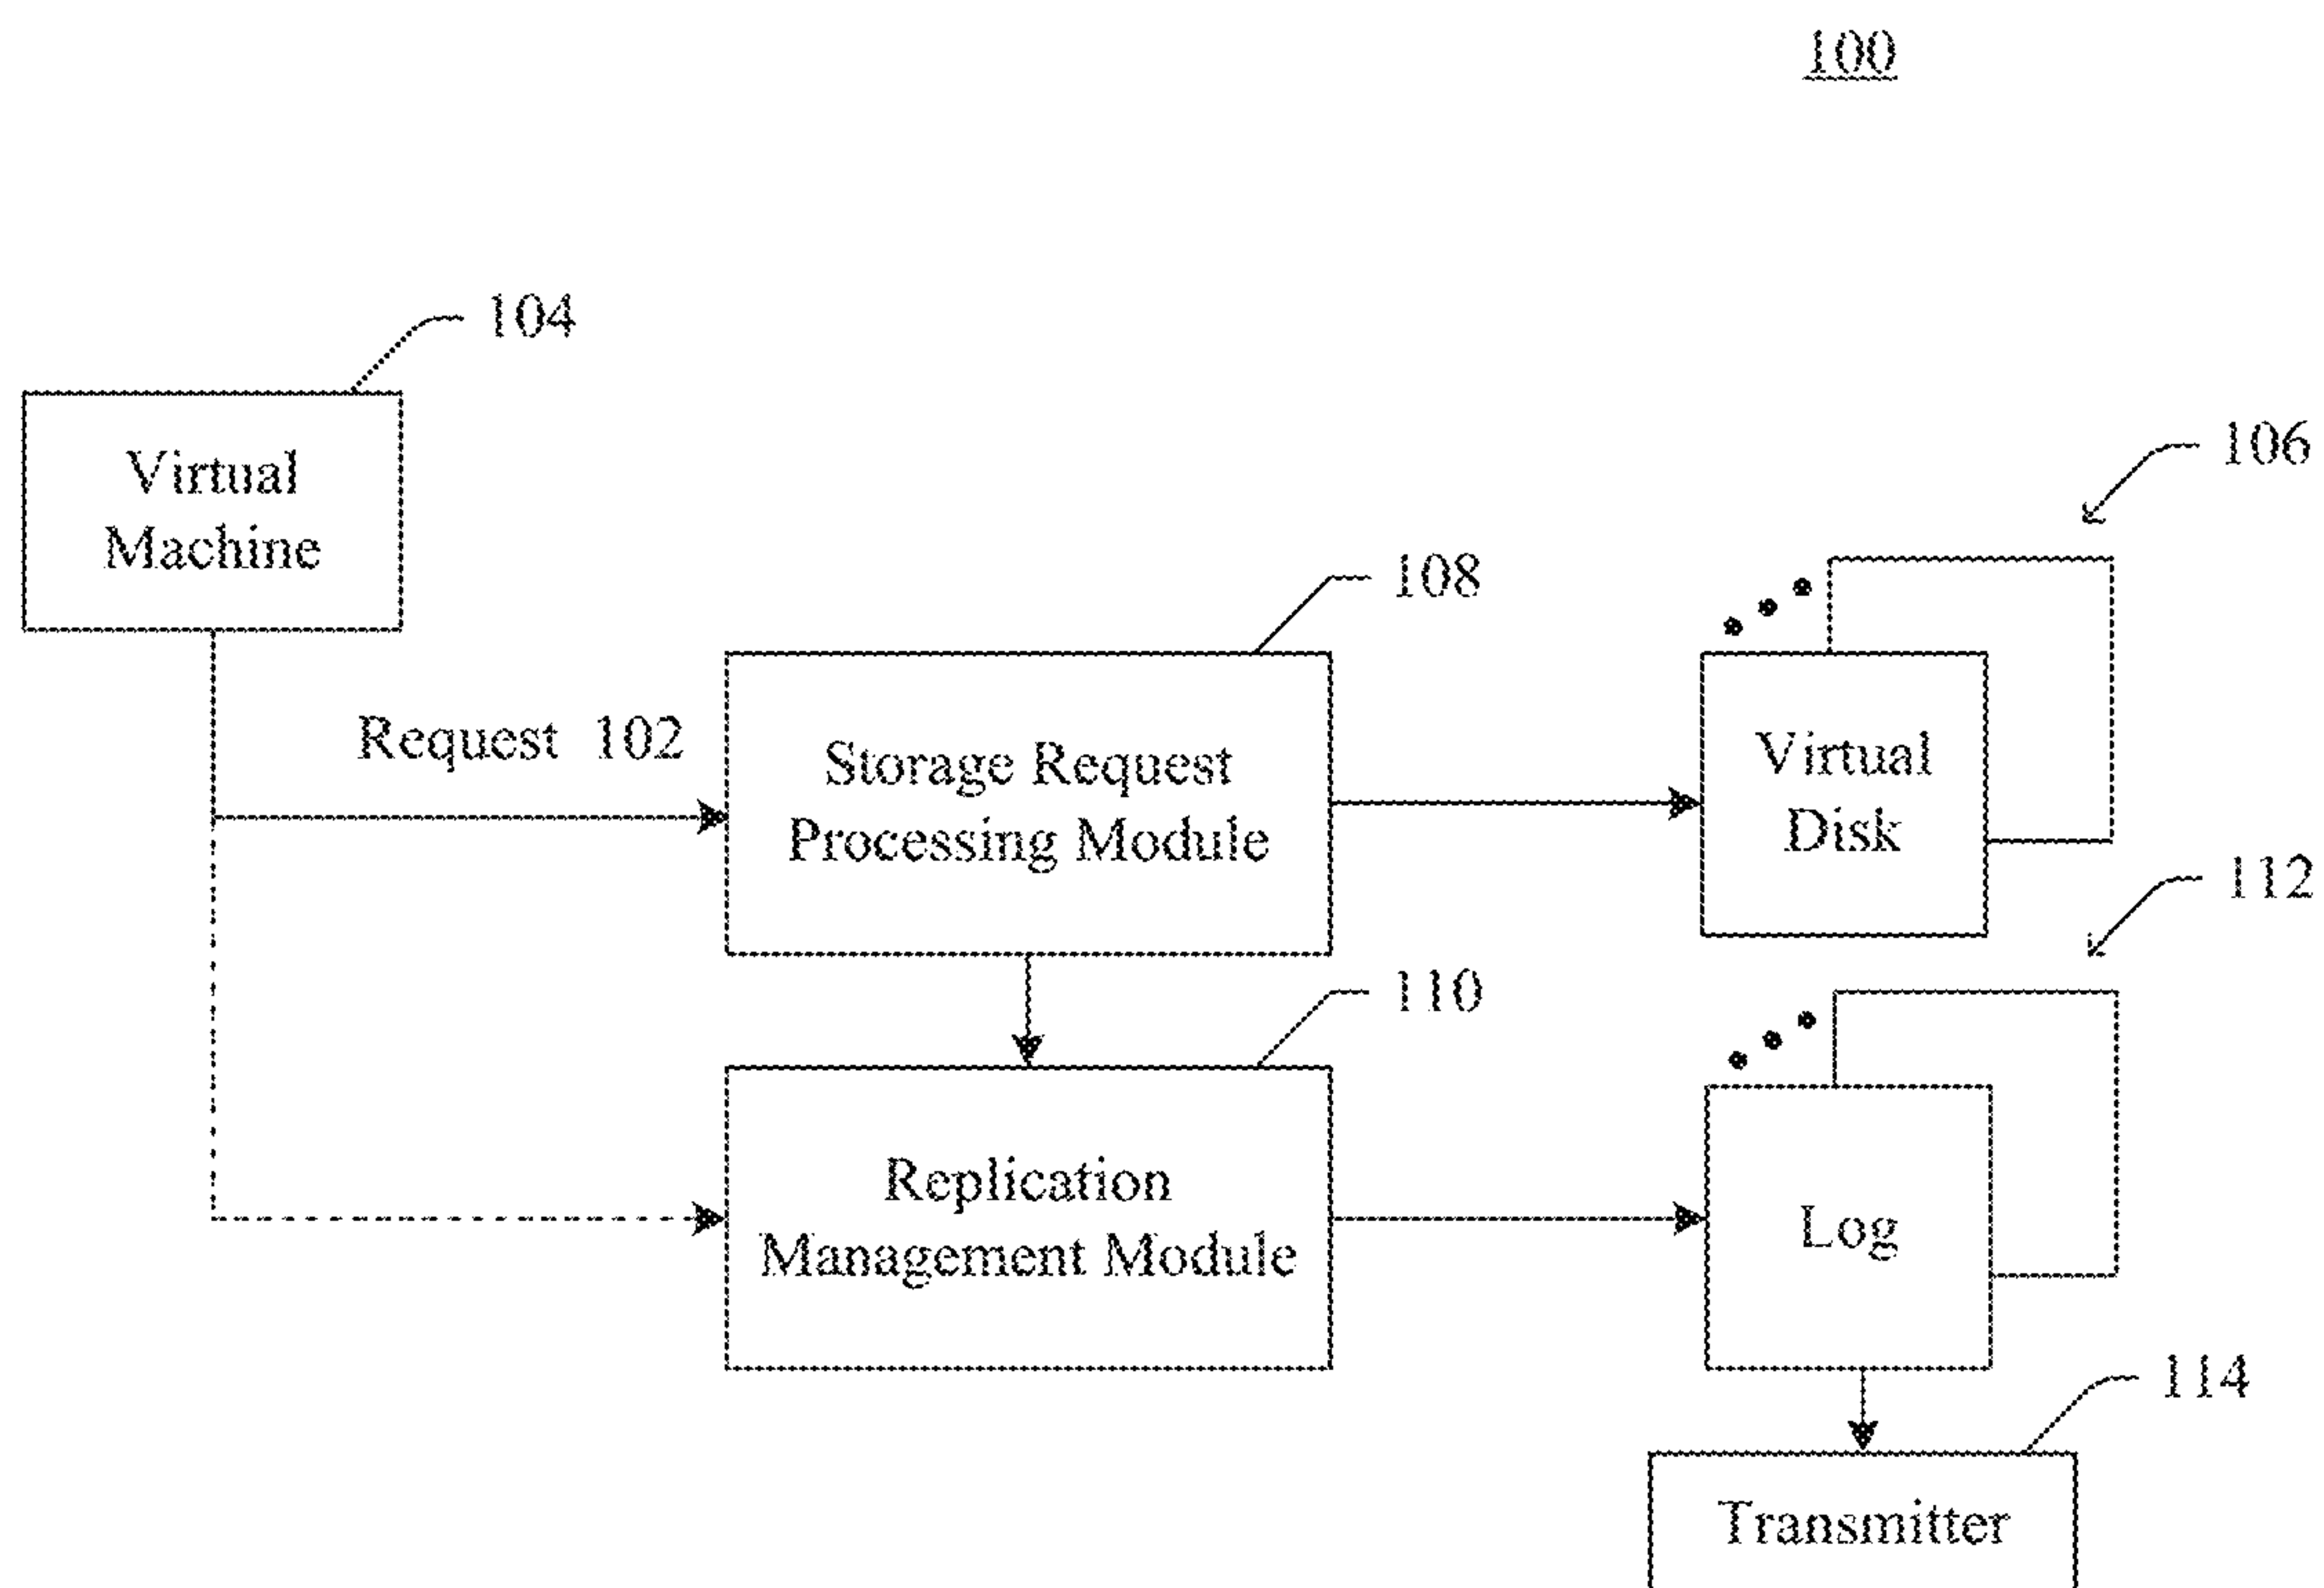 100
104
Virtual
Machine
106
108
Request 102
Storage Request
Processing Module
Virtual
Disk
112
110
Replication
Management Module
Log
114
Transmitter